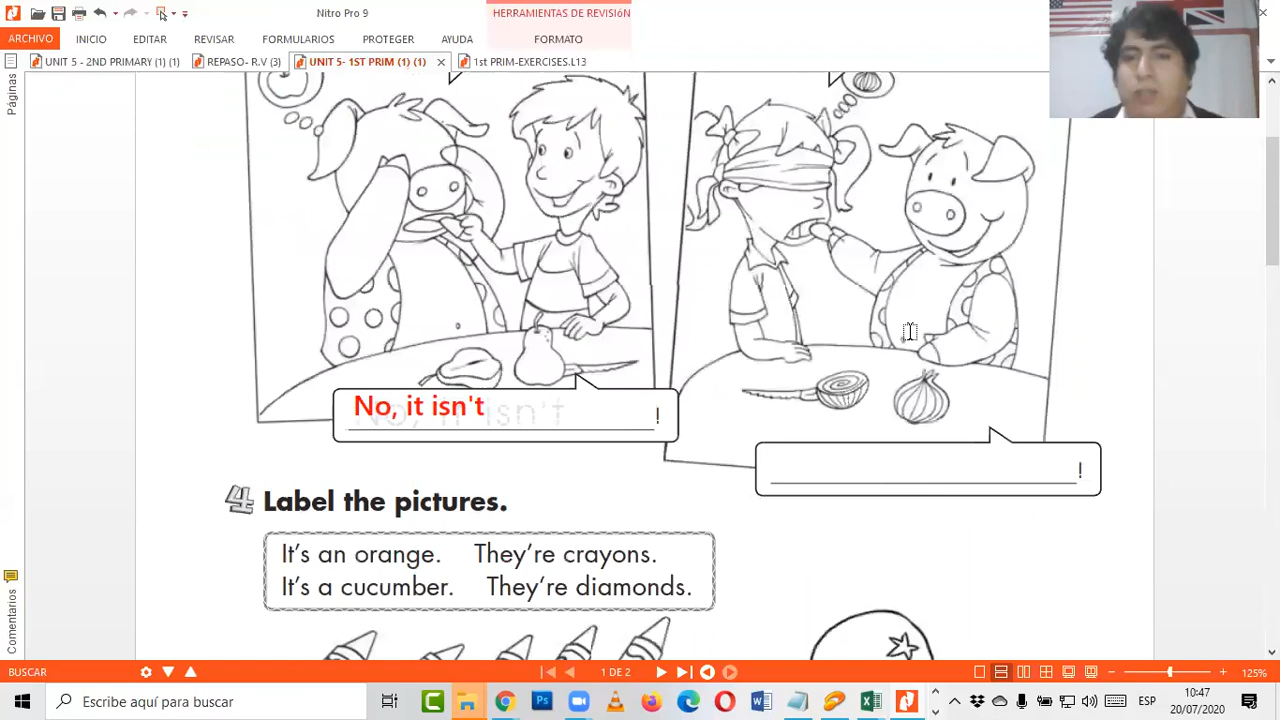 Nitro Pro 9
HERRAMIENTAS DE REVISIóN
ARCHIVO
INICIO
EDITAR
REVISAR
FORMULARIOS
PROTEGER
AYUDA
FORMATO
UNIT 5 - 2ND PRIMARY (1) (1)
REPASO- R.V (3)
UNIT 5- 1ST PRIM (1) (1)
1st PRIM-EXERCISES.L13
Páginas
No, it isn't
No, it isn't
!
!
4 Label the pictures.
It's an orange. They're crayons.
It's a cucumber. They're diamonds.
Comentarios
BUSCAR
1 DE 2
125%
Escribe aquí para buscar
ESP
10:47
20/07/2020